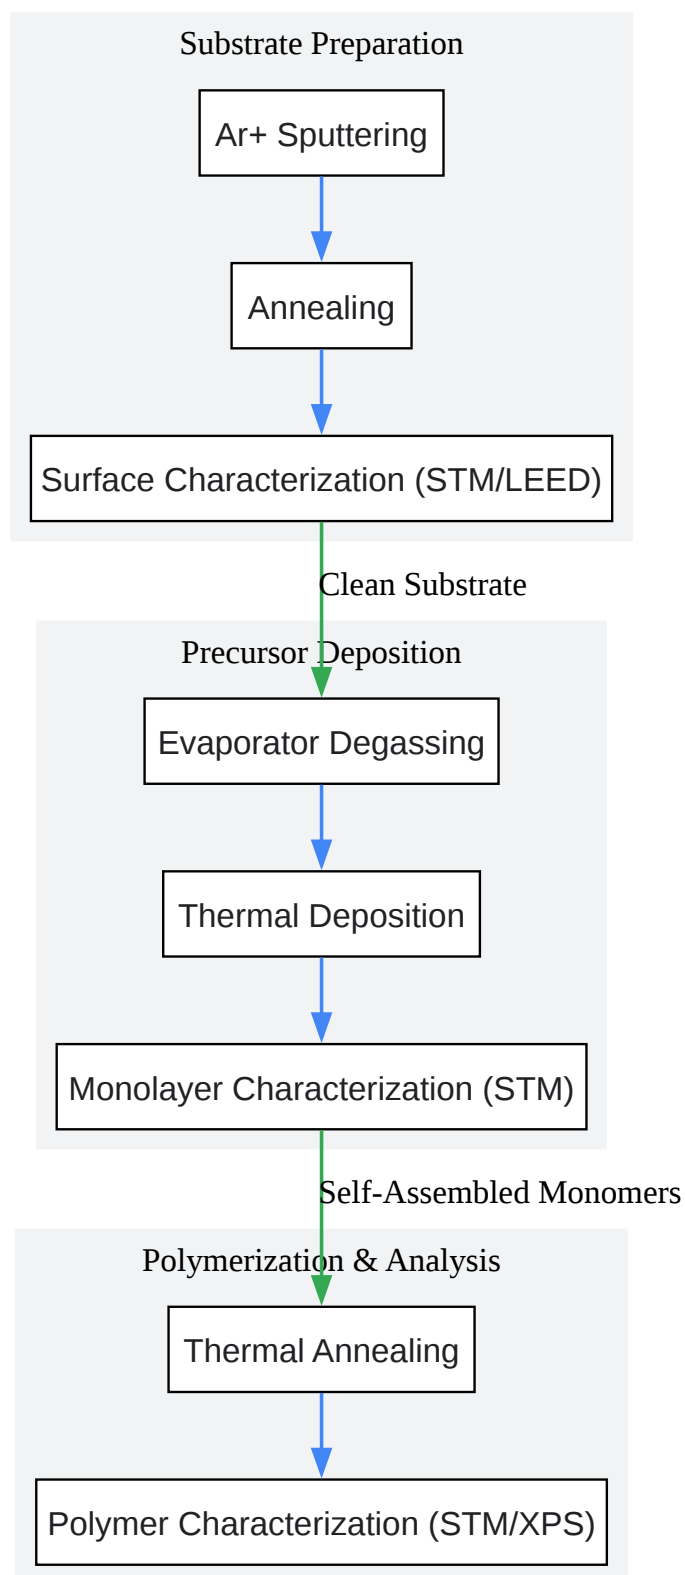 Substrate Preparation
Ar+ Sputtering
Annealing
Surface Characterization (STM/LEED)
Clean Substrate
Precursor Deposition
Evaporator Degassing
Thermal Deposition
Monolayer Characterization (STM)
Self-Assembled Monomers
Polymerization & Analysis
Thermal Annealing
Polymer Characterization (STM/XPS)